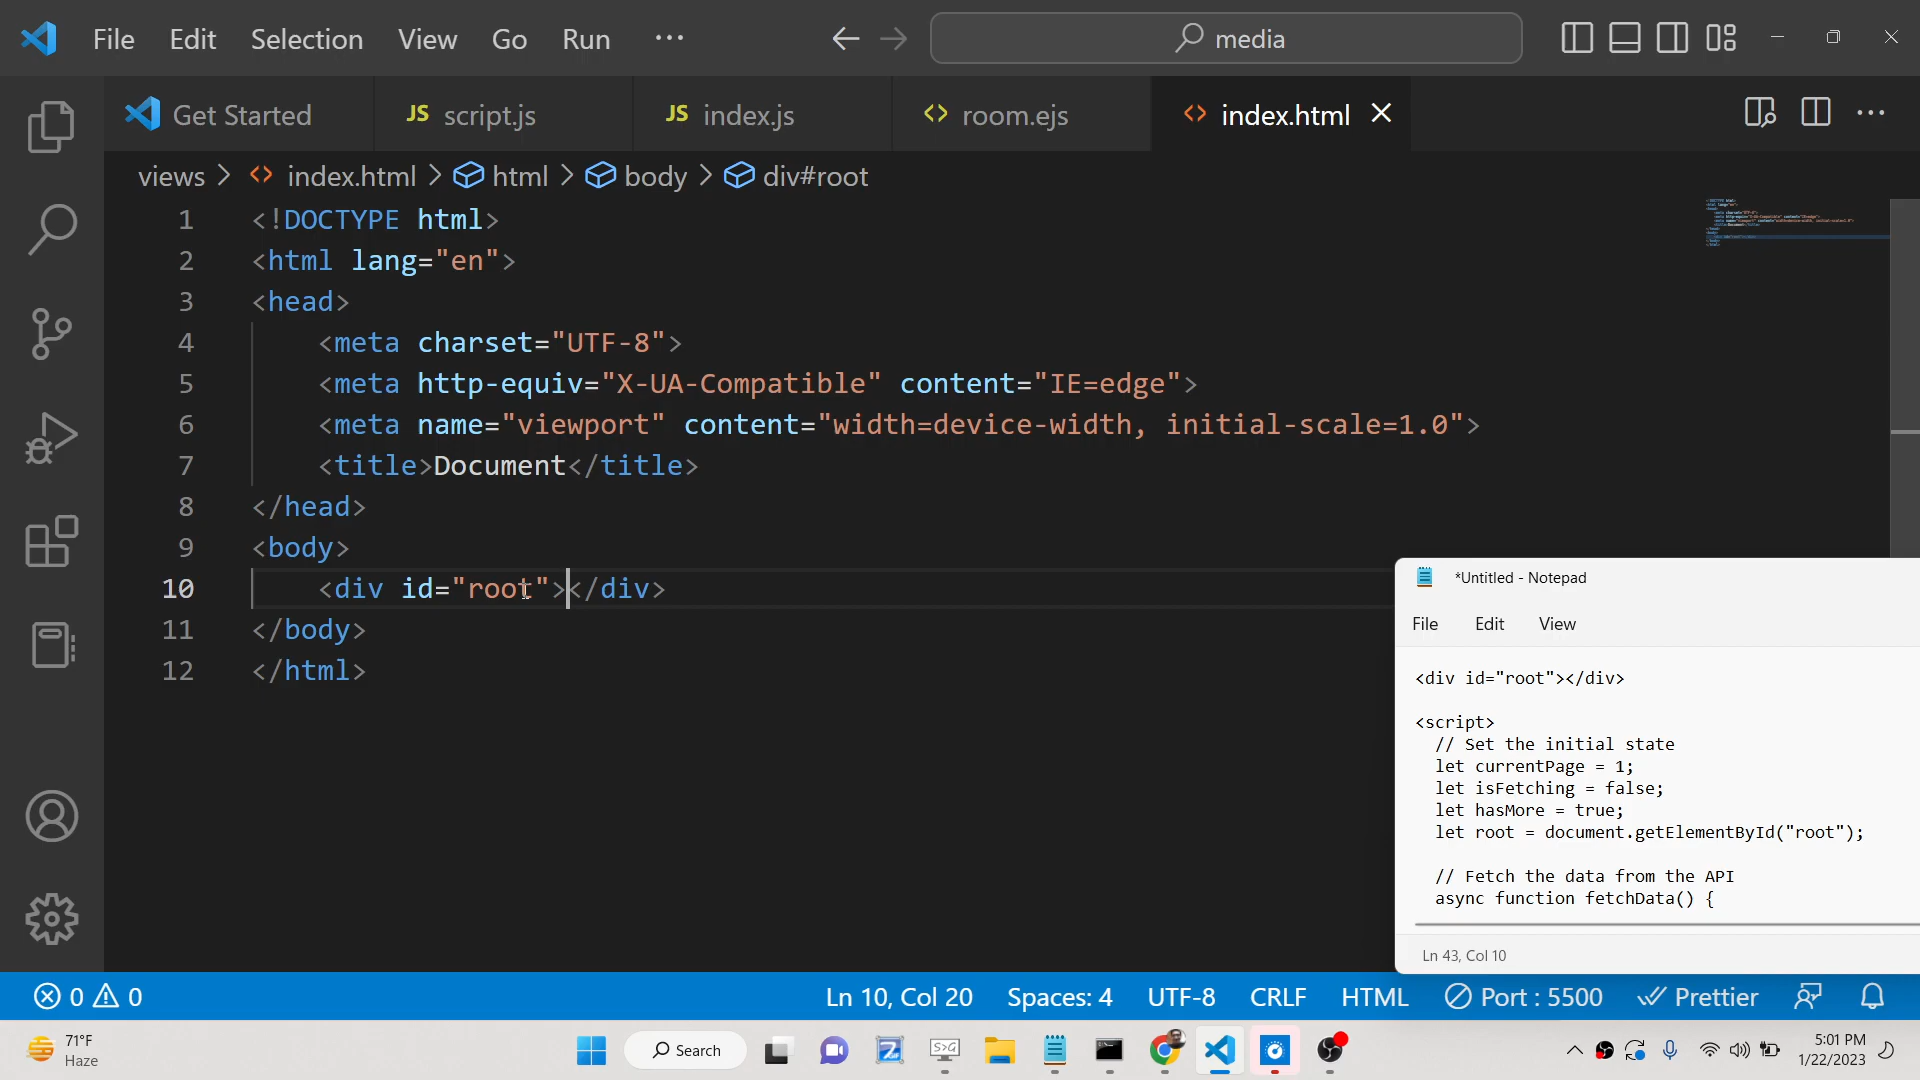 File Edit Selection View Go Run ··· media
Get Started JS script.js JS index.js <> room.ejs <> index.html
views > <> index.html > html > body > div#root
1 <!DOCTYPE html>
2 <html lang="en">
3 <head>
4 <meta charset="UTF-8">
5 <meta http-equiv="X-UA-Compatible" content="IE=edge">
6 <meta name="viewport" content="width=device-width, initial-scale=1.0">
7 <title>Document</title>
8 </head>
9 <body>
10 <div id="root"></div>
11 </body>
12 </html>
*Untitled - Notepad
File Edit View
<div id="root"></div>
<script>
// Set the initial state
let currentPage = 1;
let isFetching = false;
let hasMore = true;
let root = document.getElementById("root");
// Fetch the data from the API
async function fetchData() {
Ln 43, Col 10
0 0 Ln 10, Col 20 Spaces: 4 UTF-8 CRLF HTML Port : 5500 Prettier
71°F
Haze
Search
S>G
5:01 PM
1/22/2023